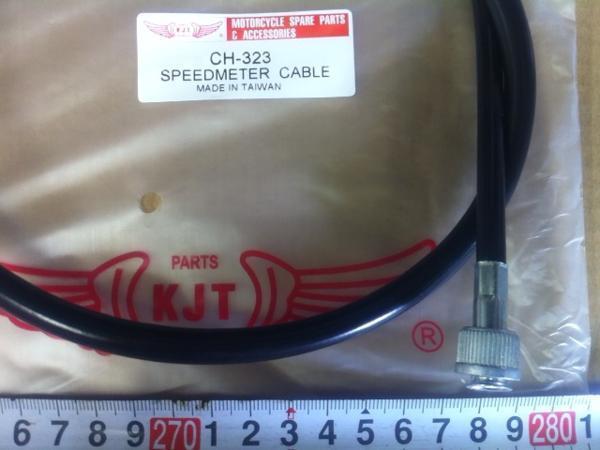 KJT
MOTORCYCLE SPARE PARTS
& ACCESSORIES
CH-323
SPEEDMETER CABLE
MADE IN TAIWAN
PARTS
KJT
®
6 7 8 9 270 1 2 3 4 5 6 7 8 9 280 1